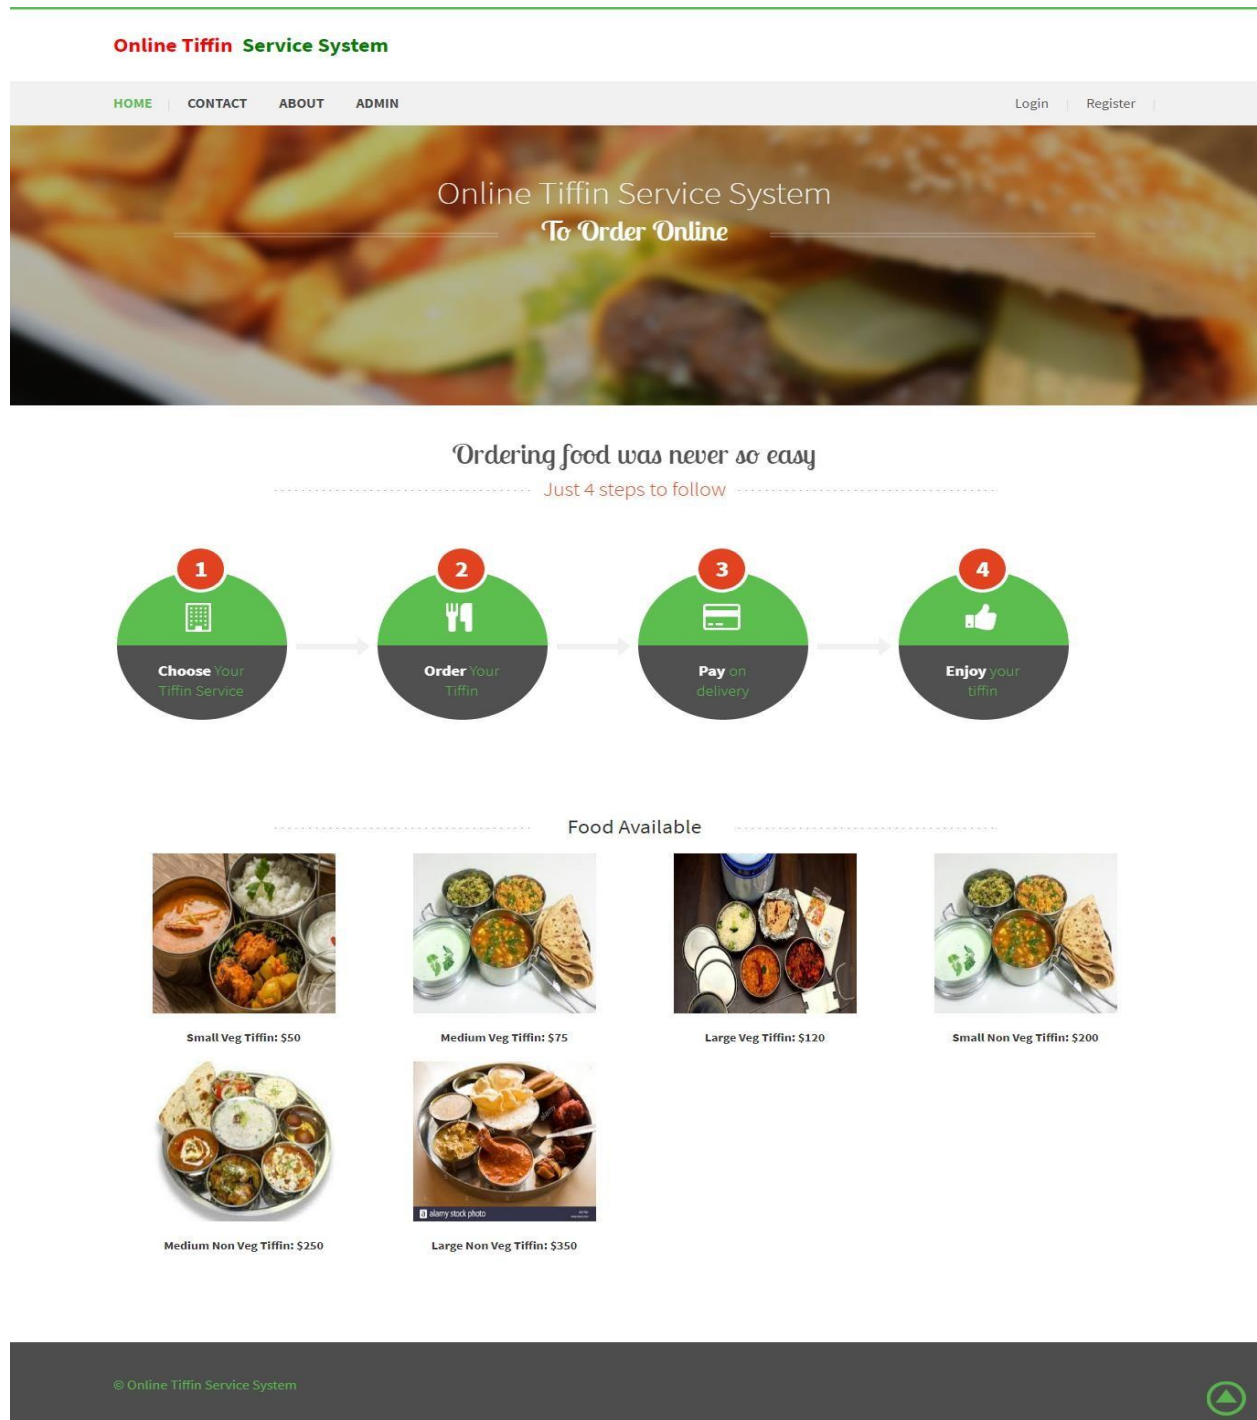 Online Tiffin Service System
HOME CONTACT ABOUT ADMIN Login Register
Online Tiffin Service System
To Order Online
Ordering food was never so easy
Just 4 steps to follow
1 2 3 4
Choose Your
Tiffin Service
Order Your
Tiffin
Pay on
delivery
Enjoy your
tiffin
Food Available
Small Veg Tiffin: $50
Medium Veg Tiffin: $75
Large Veg Tiffin: $120
Small Non Veg Tiffin: $200
alamy
a alamy stock photo
Medium Non Veg Tiffin: $250
Large Non Veg Tiffin: $350
© Online Tiffin Service System